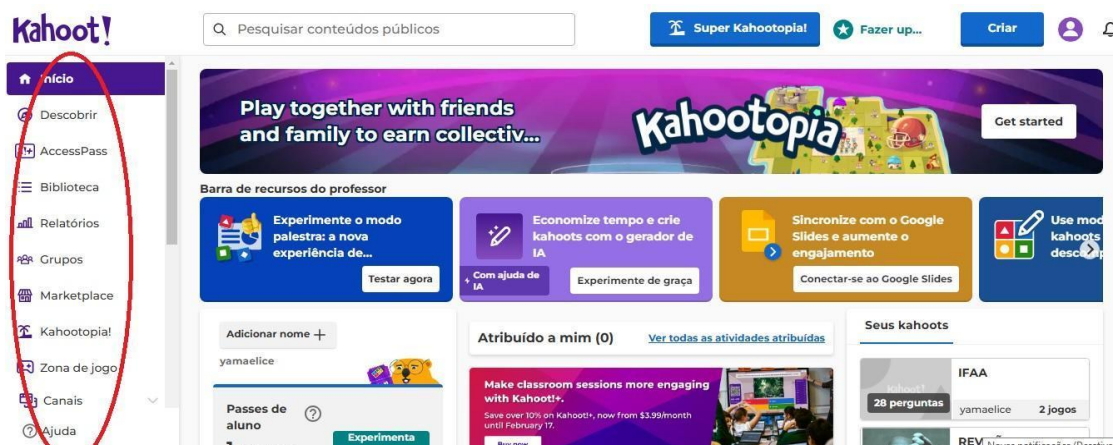 Kahoot!
Pesquisar conteúdos públicos
Super Kahootopia!
Fazer up...
Criar
Início
Descobrir
AccessPass
Biblioteca
Relatórios
Grupos
Marketplace
Kahootopia!
Zona de jogo
Canais
Ajuda
Play together with friends
and family to earn collectiv...
Kahootopia
Get started
Barra de recursos do professor
Experimente o modo
palestra: a nova
experiência de...
Testar agora
Economize tempo e crie
kahoots com o gerador de
IA
+ Com ajuda de
IA
Experimente de graça
Sincronize com o Google
Slides e aumente o
engajamento
Conectar-se ao Google Slides
Use mod
kahoots
Adicionar nome +
yamaelice
Passes de
aluno
Experimenta
Atribuído a mim (0)
Ver todas as atividades atribuídas
Make classroom sessions more engaging
with Kahoot!+.
Save over 10% on Kahoot!+, now from $3.99/month
until February 17.
Buy now
Seus kahoots
Kahoot!
28 perguntas
IFAA
yamaelice
2 jogos